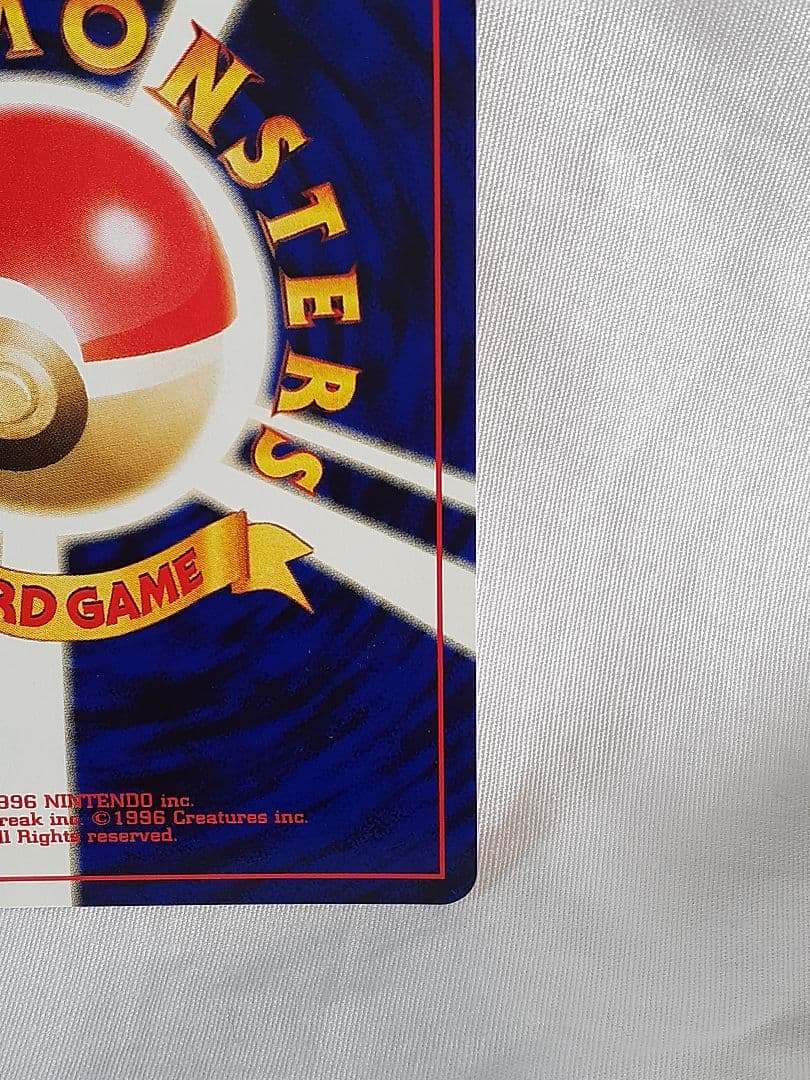 MONSTERS
RD GAME
996 NINTENDO inc.
reak inc. ©1996 Creatures inc.
ll Rights reserved.